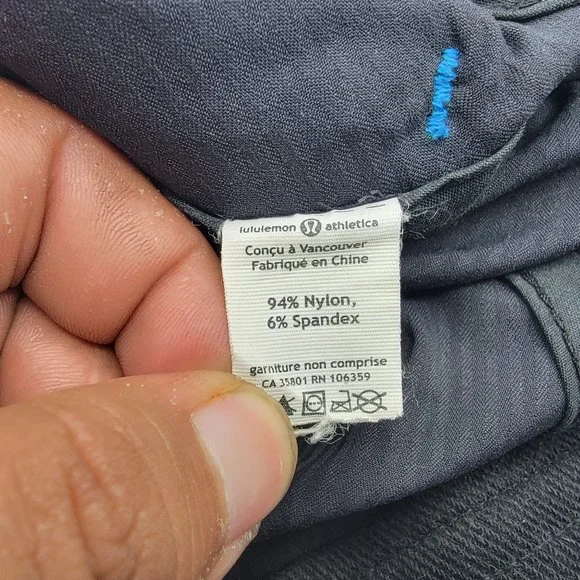 lululemon athletica
Conçu à Vancouver
Fabriqué en Chine
94% Nylon,
6% Spandex
garniture non comprise
CA 35801 RN 106359